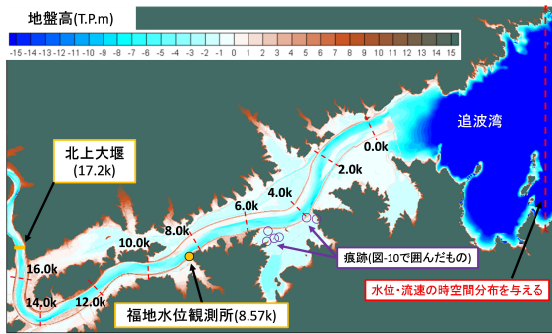 地盤高(T.P.m)
-15 -14 -13 -12 -11 -10 -9 -8 -7 -6 -5 -4 -3 -2 -1 0 1 2 3 4 5 6 7 8 9 10 11 12 13 14 15
追波湾
北上大堰
(17.2k)
0.0k
2.0k
4.0k
6.0k
8.0k
10.0k
痕跡(図-10で囲んだもの)
16.0k
14.0k
12.0k
水位・流速の時空間分布を与える
福地水位観測所(8.57k)